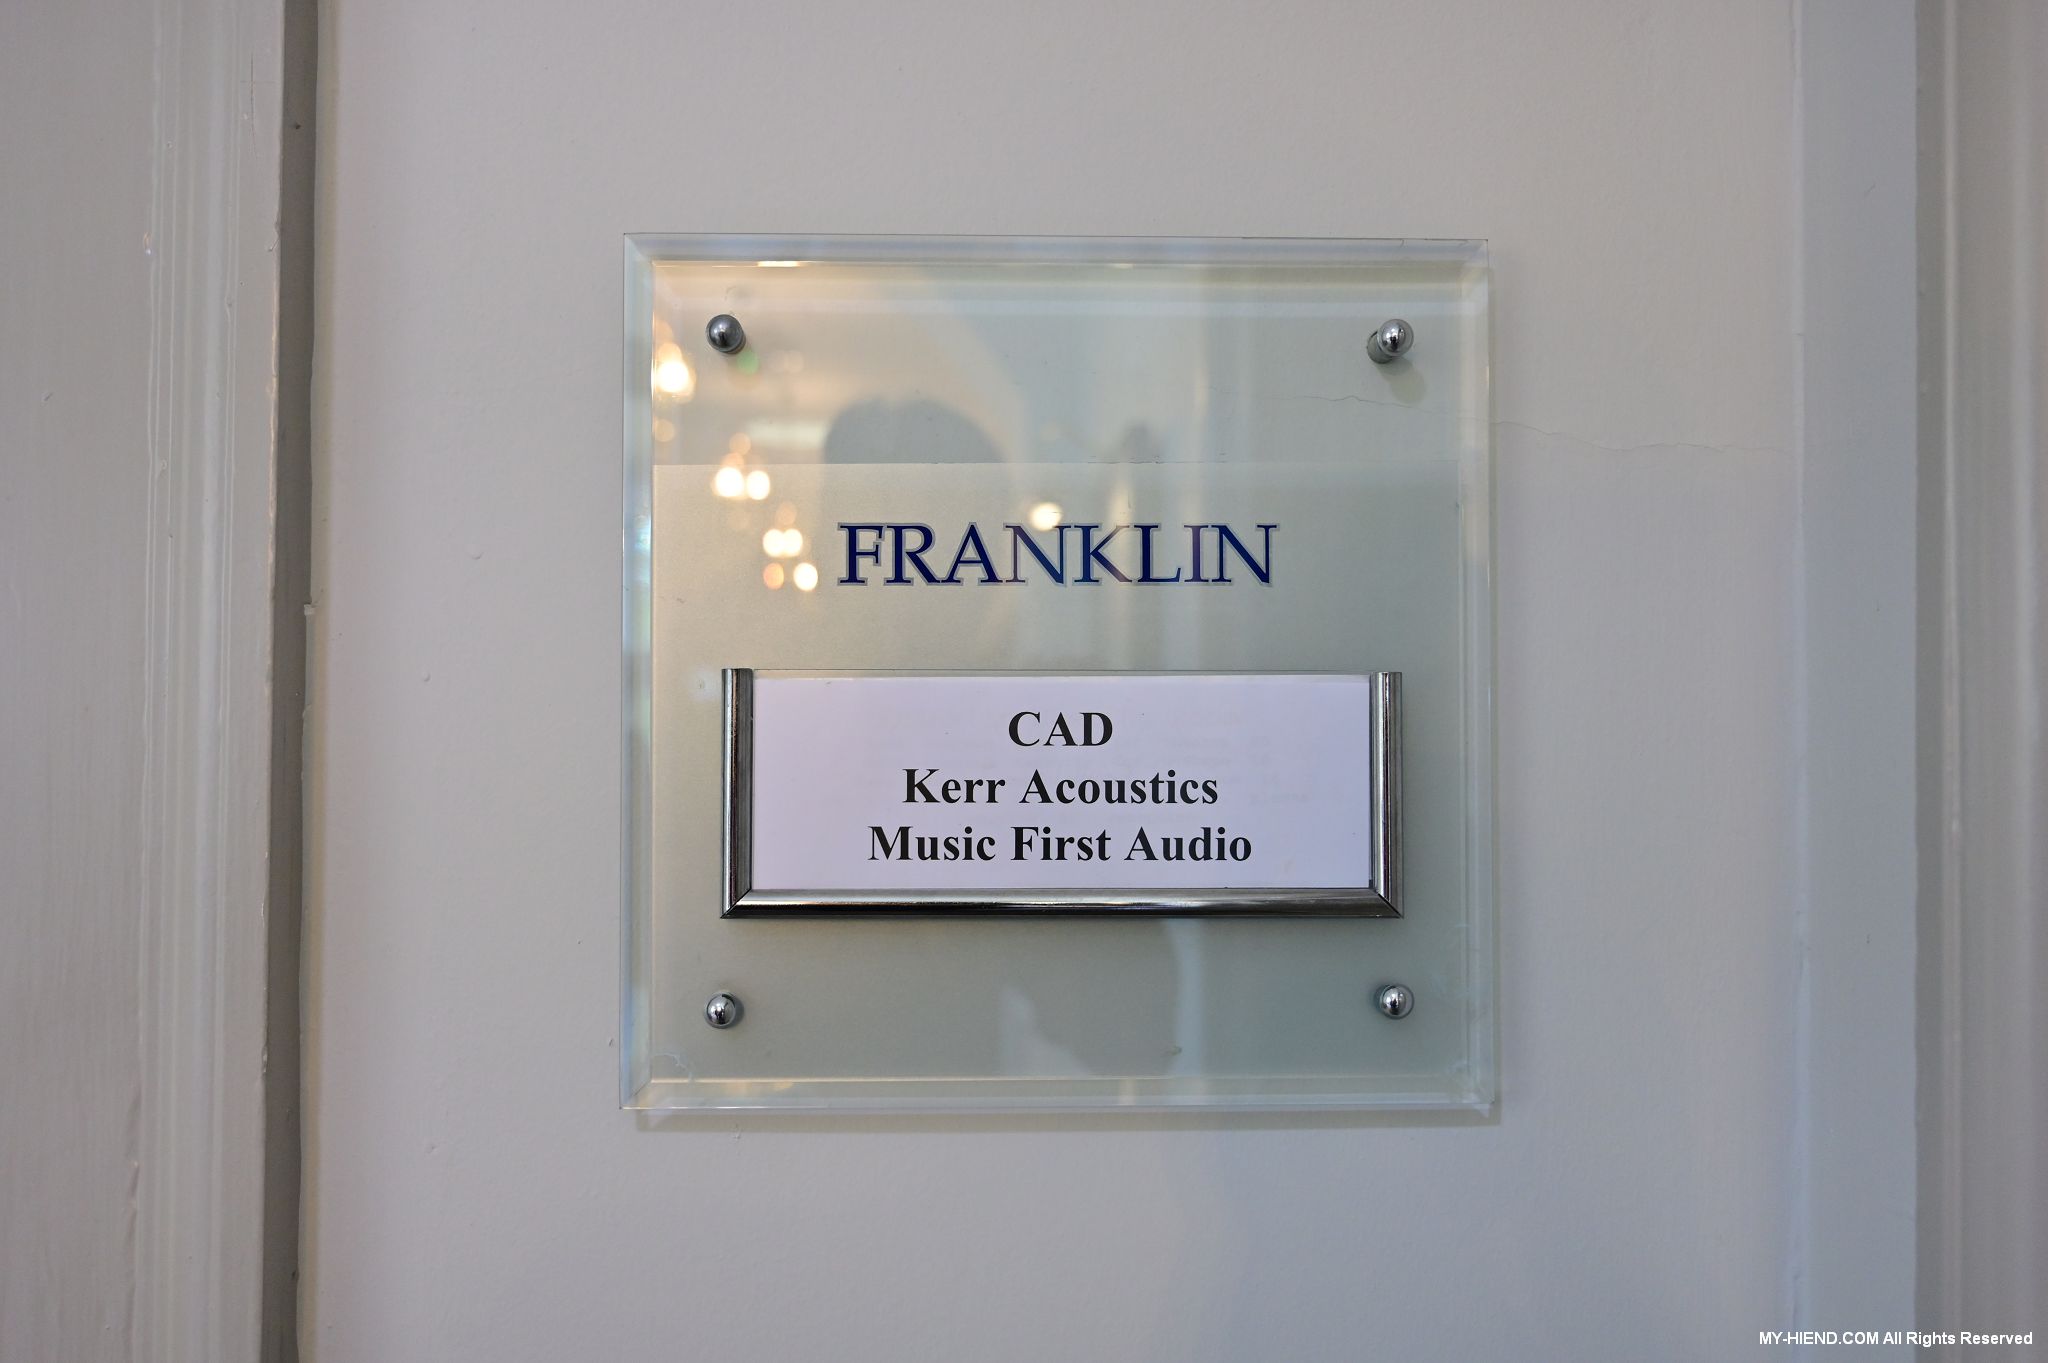 FRANKLIN
CAD
Kerr Acoustics
Music First Audio
MY-HIEND.COM All Rights Reserved